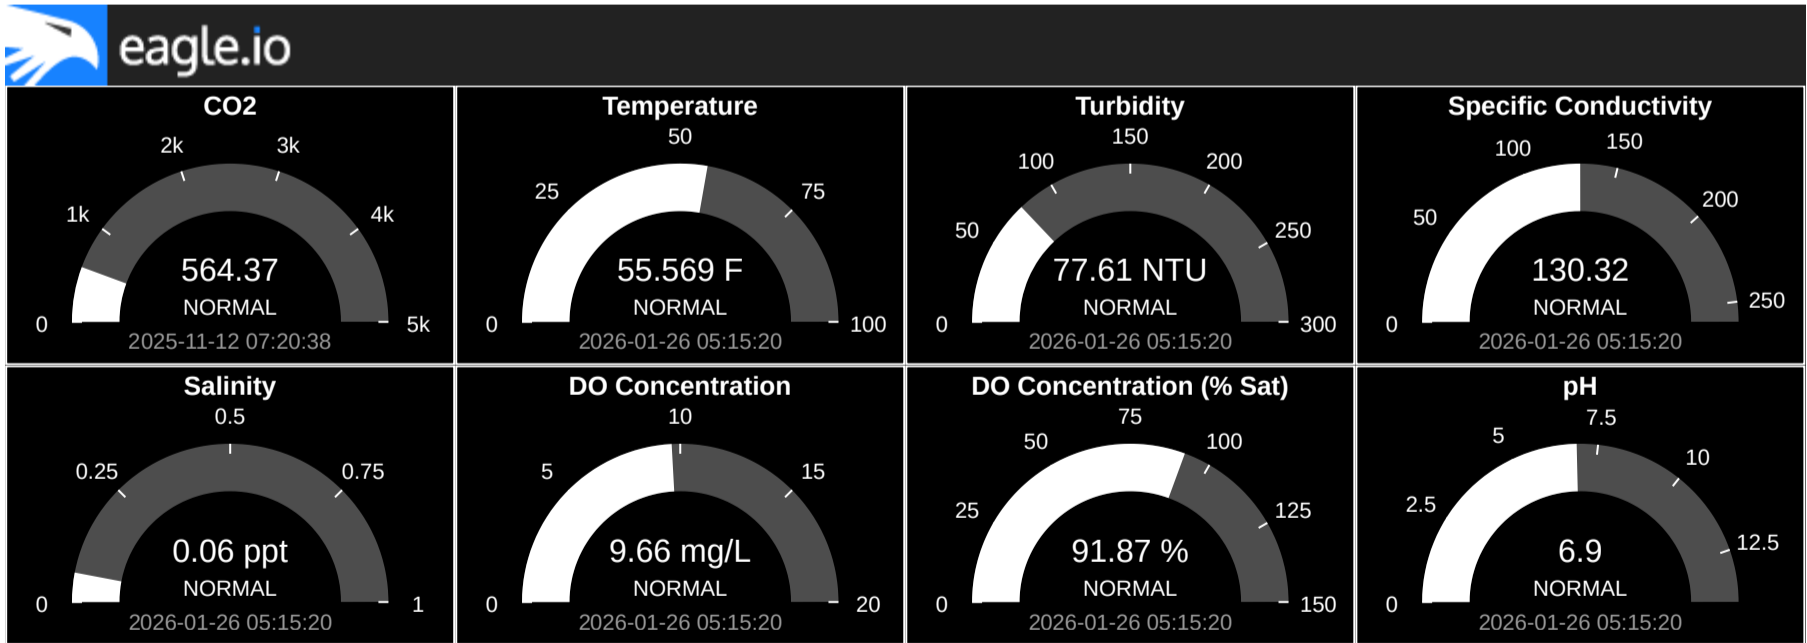 eagle.io
CO2
0
1k
2k
3k
4k
5k
564.37
NORMAL
2025-11-12 07:20:38
Temperature
0
25
50
75
100
55.569 F
NORMAL
2026-01-26 05:15:20
Turbidity
0
50
100
150
200
250
300
77.61 NTU
NORMAL
2026-01-26 05:15:20
Specific Conductivity
0
50
100
150
200
250
130.32
NORMAL
2026-01-26 05:15:20
Salinity
0
0.25
0.5
0.75
1
0.06 ppt
NORMAL
2026-01-26 05:15:20
DO Concentration
0
5
10
15
20
9.66 mg/L
NORMAL
2026-01-26 05:15:20
DO Concentration (% Sat)
0
25
50
75
100
125
150
91.87 %
NORMAL
2026-01-26 05:15:20
pH
0
2.5
5
7.5
10
12.5
6.9
NORMAL
2026-01-26 05:15:20